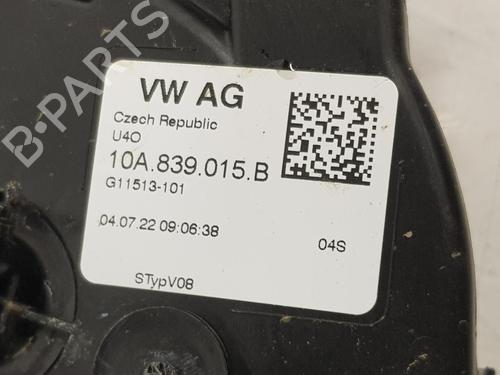 VW AG
Czech Republic
U4O
10A.839.015.B
G11513-101
04.07.22 09:06:38
04S
STypV08
B-PARTS